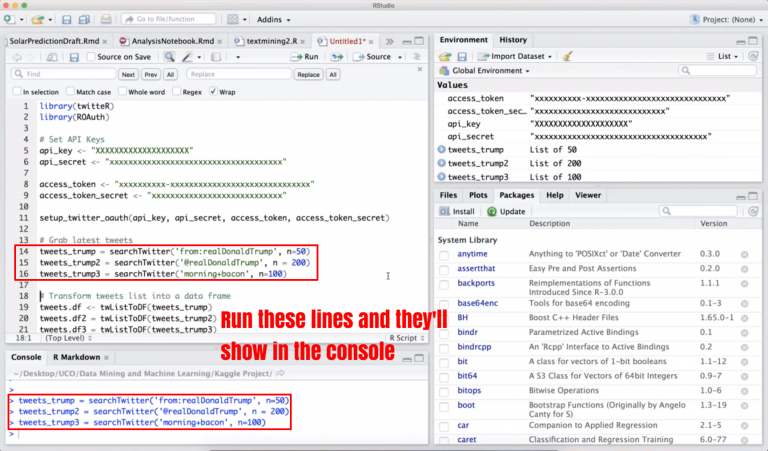 RStudio
Go to file/function
Addins
Project: (None)
SolarPredictionDraft.Rmd
AnalysisNotebook.Rmd
textmining2.R
Untitled1*
Source on Save
Run
Source
Find
Next
Prev
All
Replace
Replace
All
In selection
Match case
Whole word
Regex
Wrap
1 library(twitteR)
2 library(ROAuth)
3
4 # Set API Keys
5 api_key <- "XXXXXXXXXXXXXXXXXXXX"
6 api_secret <- "xxxxxxxxxxxxxxxxxxxxxxxxxxxxxxxxxxxxx"
7
8 access_token <- "xxxxxxxxxx-xxxxxxxxxxxxxxxxxxxxxxxxxxxxxx"
9 access_token_secret <- "xxxxxxxxxxxxxxxxxxxxxxxxxxxx"
10
11 setup_twitter_oauth(api_key, api_secret, access_token, access_token_secret)
12
13 # Grab latest tweets
14 tweets_trump = searchTwitter('from:realDonaldTrump', n=50)
15 tweets_trump2 = searchTwitter('@realDonaldTrump', n = 200)
16 tweets_trump3 = searchTwitter('morning+bacon', n=100)
17
18 # Transform tweets list into a data frame
19 tweets.df <- twListToDF(tweets_trump)
20 tweets.df2 = twListToDF(tweets_trump2)
21 tweets.df3 = twListToDF(tweets_trump3)
18:1
(Top Level)
R Script
Console
R Markdown
~/Desktop/UCO/Data Mining and Machine Learning/Kaggle Project/
>
> tweets_trump = searchTwitter('from:realDonaldTrump', n=50)
> tweets_trump2 = searchTwitter('@realDonaldTrump', n = 200)
> tweets_trump3 = searchTwitter('morning+bacon', n=100)
>
Run these lines and they'll
show in the console
Environment
History
Import Dataset
List
Global Environment
Values
access_token "xxxxxxxxxx-xxxxxxxxxxxxxxxxxxxxxxxxxxxxxx"
access_token_sec… "xxxxxxxxxxxxxxxxxxxxxxxxxxxx"
api_key "XXXXXXXXXXXXXXXXXXXX"
api_secret "xxxxxxxxxxxxxxxxxxxxxxxxxxxxxxxxxxxxx"
tweets_trump List of 50
tweets_trump2 List of 200
tweets_trump3 List of 100
Files
Plots
Packages
Help
Viewer
Install
Update
Name Description Version
System Library
anytime Anything to 'POSIXct' or 'Date' Converter 0.3.0
assertthat Easy Pre and Post Assertions 0.2.0
backports Reimplementations of Functions Introduced Since R-3.0.0 1.1.1
base64enc Tools for base64 encoding 0.1-3
BH Boost C++ Header Files 1.65.0-1
bindr Parametrized Active Bindings 0.1
bindrcpp An 'Rcpp' Interface to Active Bindings 0.2
bit A class for vectors of 1-bit booleans 1.1-12
bit64 A S3 Class for Vectors of 64bit Integers 0.9-7
bitops Bitwise Operations 1.0-6
boot Bootstrap Functions (Originally by Angelo Canty for S) 1.3-19
car Companion to Applied Regression 2.1-5
caret Classification and Regression Training 6.0-77